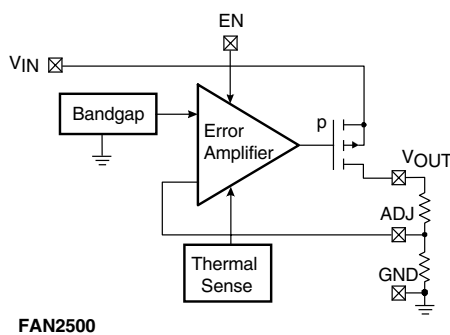 EN
VIN
Bandgap
Error
Amplifier
p
VOUT
ADJ
Thermal
Sense
GND
FAN2500